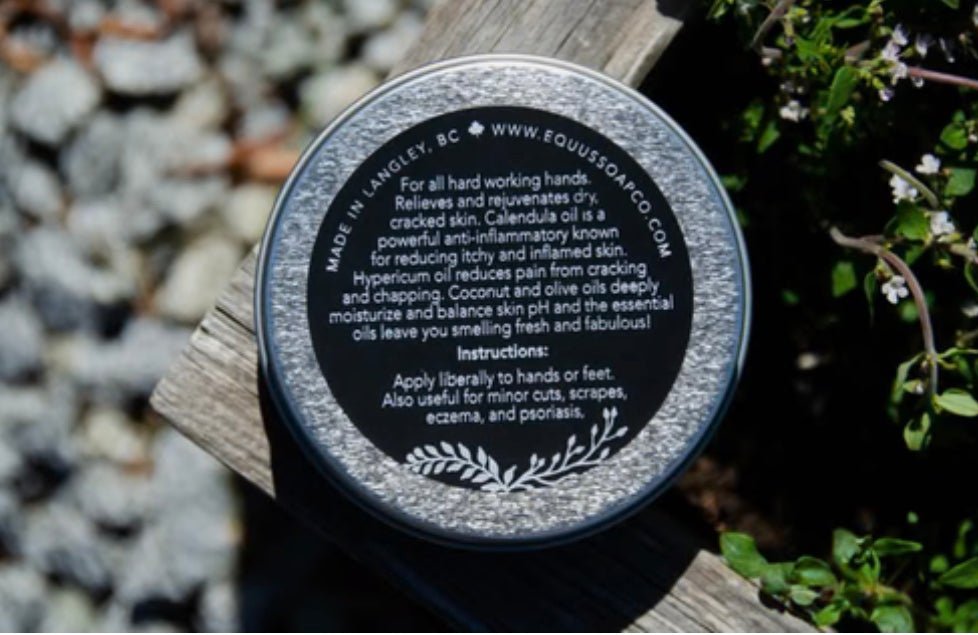 MADE IN LANGLEY, BC WWW.EQUUSSOAPCO.COM
For all hard working hands.
Relieves and rejuvenates dry,
cracked skin. Calendula oil is a
powerful anti-inflammatory known
for reducing itchy and inflamed skin.
Hypericum oil reduces pain from cracking
and chapping. Coconut and olive oils deeply
moisturize and balance skin pH and the essential
oils leave you smelling fresh and fabulous!
Instructions:
Apply liberally to hands or feet.
Also useful for minor cuts, scrapes,
eczema, and psoriasis.